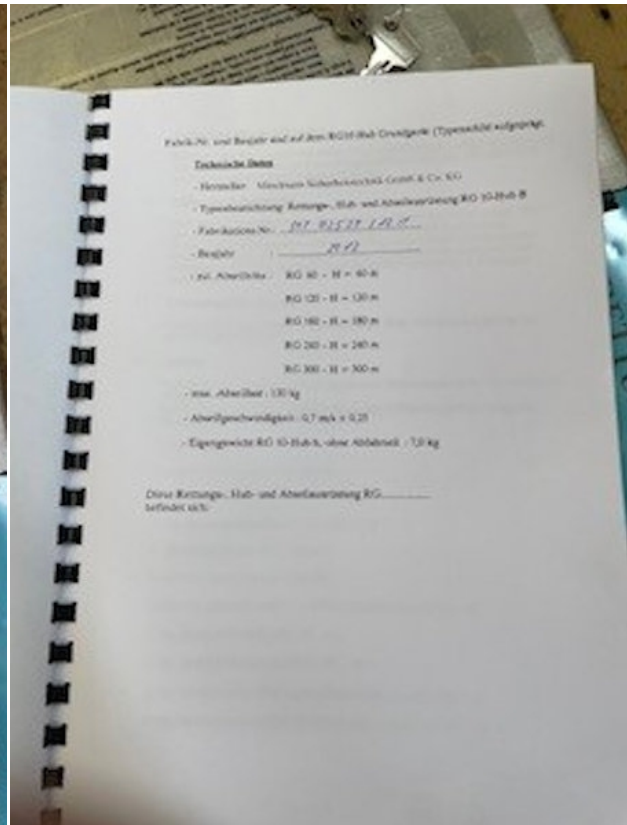 Fabrik-Nr. und Baujahr sind auf dem RG10-Hub Grundgerät (Typenschild) aufgeprägt.
Technische Daten
- Hersteller: Sicherheitstechnik GmbH & Co. KG
- Typenbezeichnung: Rettungs-, Hub- und Abseilausrüstung RG 10-Hub-B
- Fabrikations Nr.:
- Baujahr : 2012
- zul. Abseilhöhe : RG 60 - H = 60 m
RG 120 - H = 120 m
RG 180 - H = 180 m
RG 240 - H = 240 m
RG 300 - H = 300 m
- max. Abseillast : 130 kg
- Abseilgeschwindigkeit : 0,7 m/s ± 0,25
- Eigengewicht RG 10-Hub-b, ohne Abfahrseil : 7,0 kg
Diese Rettungs-, Hub- und Abseilausrüstung RG
befindet sich: